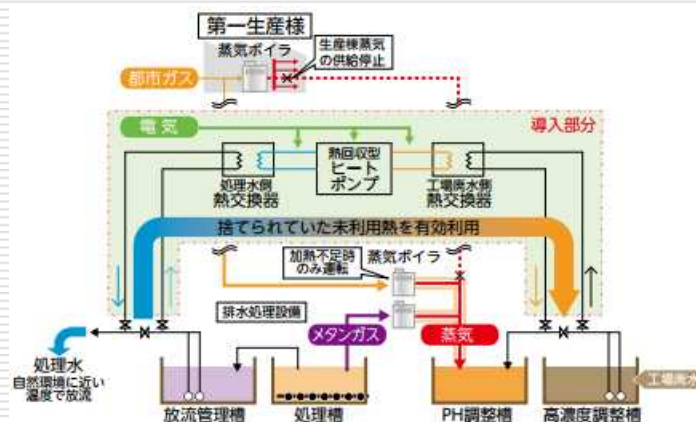 第一生産様
蒸気ボイラ
生産棟蒸気
の供給停止
都市ガス
電気
導入部分
熱回収型
ヒート
ポンプ
処理水側
熱交換器
工場廃水側
熱交換器
捨てられていた未利用熱を有効利用
加熱不足時
のみ運転
蒸気ボイラ
排水処理設備
メタンガス
蒸気
処理水
自然環境に近い
温度で放流
工場廃水
放流管理槽
処理槽
PH調整槽
高濃度調整槽